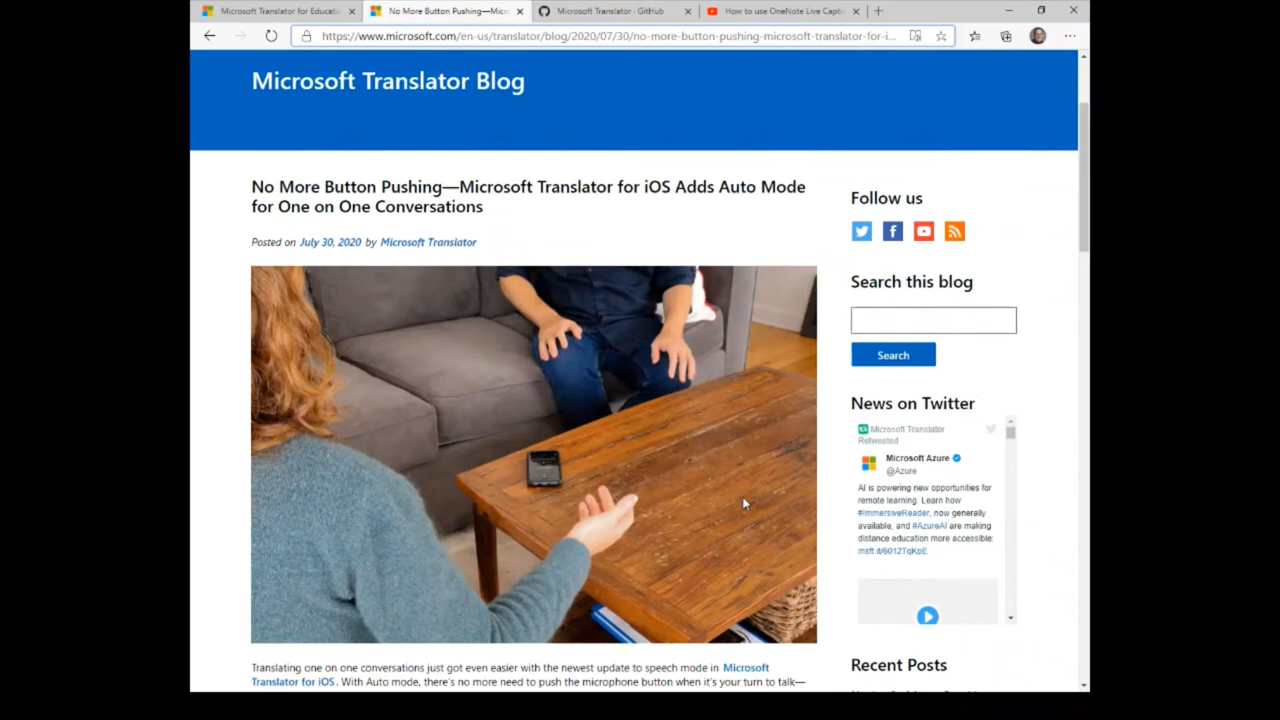 Microsoft Translator for Educatic
No More Button Pushing—Micro
Microsoft Translator - GitHub
How to use OneNote Live Captio
https://www.microsoft.com/en-us/translator/blog/2020/07/30/no-more-button-pushing-microsoft-translator-for-i...
Microsoft Translator Blog
No More Button Pushing—Microsoft Translator for iOS Adds Auto Mode
for One on One Conversations
Posted on July 30, 2020 by Microsoft Translator
Translating one on one conversations just got even easier with the newest update to speech mode in Microsoft
Translator for iOS. With Auto mode, there's no more need to push the microphone button when it's your turn to talk—
Follow us
Search this blog
Search
News on Twitter
Microsoft Translator
Retweeted
Microsoft Azure
@Azure
AI is powering new opportunities for
remote learning. Learn how
#ImmersiveReader, now generally
available, and #AzureAI are making
distance education more accessible:
msft.it/6012TqKpE
Recent Posts